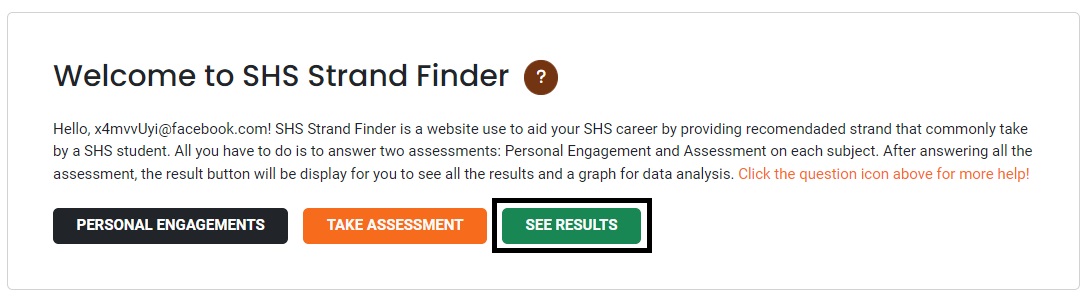 Welcome to SHS Strand Finder ?
Hello, x4mvvUyi@facebook.com! SHS Strand Finder is a website use to aid your SHS career by providing recomendaded strand that commonly take
by a SHS student. All you have to do is to answer two assessments: Personal Engagement and Assessment on each subject. After answering all the
assessment, the result button will be display for you to see all the results and a graph for data analysis. Click the question icon above for more help!
PERSONAL ENGAGEMENTS TAKE ASSESSMENT SEE RESULTS